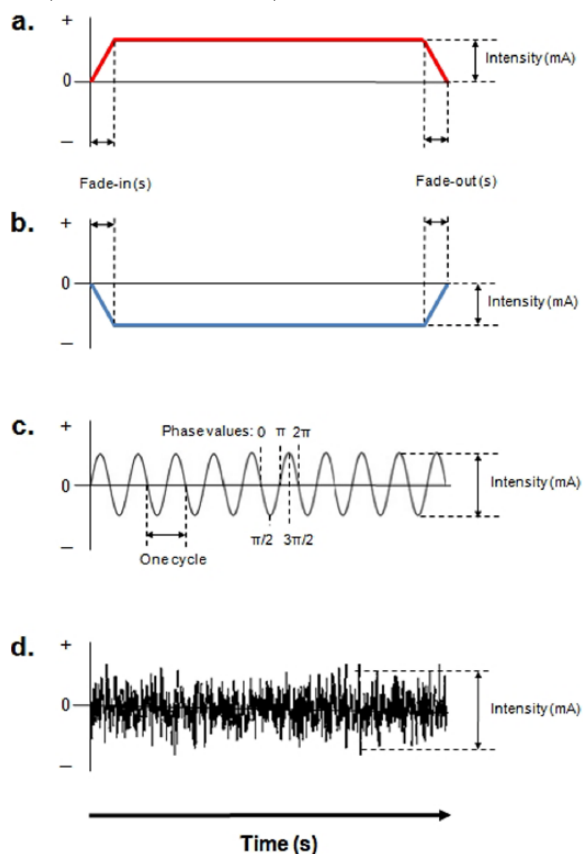 a.
+
0
Intensity (mA)
–
Fade-in (s)
Fade-out (s)
b.
+
0
Intensity (mA)
–
c.
+
Phase values: 0 π 2π
0
Intensity (mA)
π/2 3π/2
–
One cycle
d.
+
0
Intensity (mA)
–
Time (s)